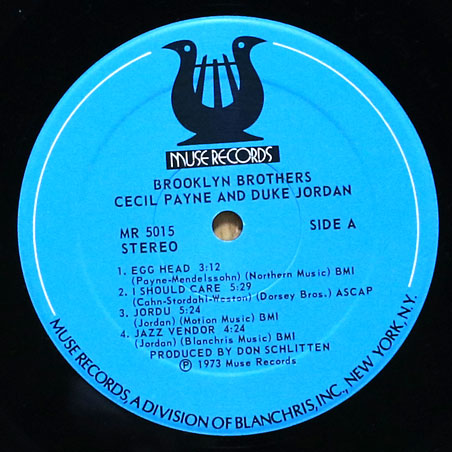 MUSE RECORDS
BROOKLYN BROTHERS
CECIL PAYNE AND DUKE JORDAN
MR 5015
STEREO
SIDE A
1. EGG HEAD 3:12
(Payne-Mendelssohn) (Northern Music) BMI
2. I SHOULD CARE 5:29
(Cahn-Stordahl-Weston) (Dorsey Bros.) ASCAP
3. JORDU 5:24
(Jordan) (Motion Music) BMI
4. JAZZ VENDOR 4:24
(Jordan) (Blanchris Music) BMI
PRODUCED BY DON SCHLITTEN
Ⓟ 1973 Muse Records
MUSE RECORDS, A DIVISION OF BLANCHRIS, INC., NEW YORK, N.Y.